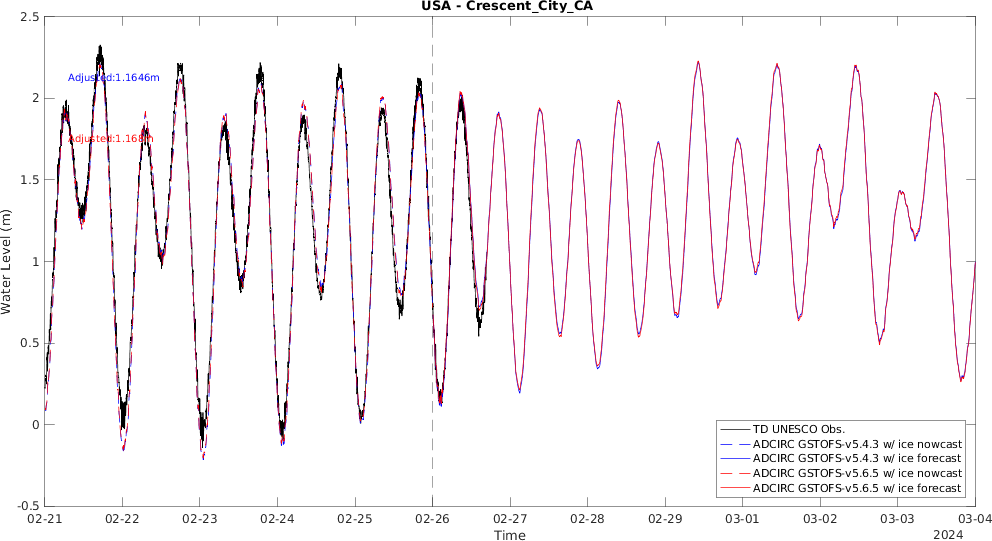 USA - Crescent_City_CA
2.5
2
1.5
1
0.5
0
-0.5
Water Level (m)
Adjusted:1.1646m
Adjusted:1.168m
02-21 02-22 02-23 02-24 02-25 02-26 02-27 02-28 02-29 03-01 03-02 03-03 03-04
Time
2024
TD UNESCO Obs.
ADCIRC GSTOFS-v5.4.3 w/ ice nowcast
ADCIRC GSTOFS-v5.4.3 w/ ice forecast
ADCIRC GSTOFS-v5.6.5 w/ ice nowcast
ADCIRC GSTOFS-v5.6.5 w/ ice forecast